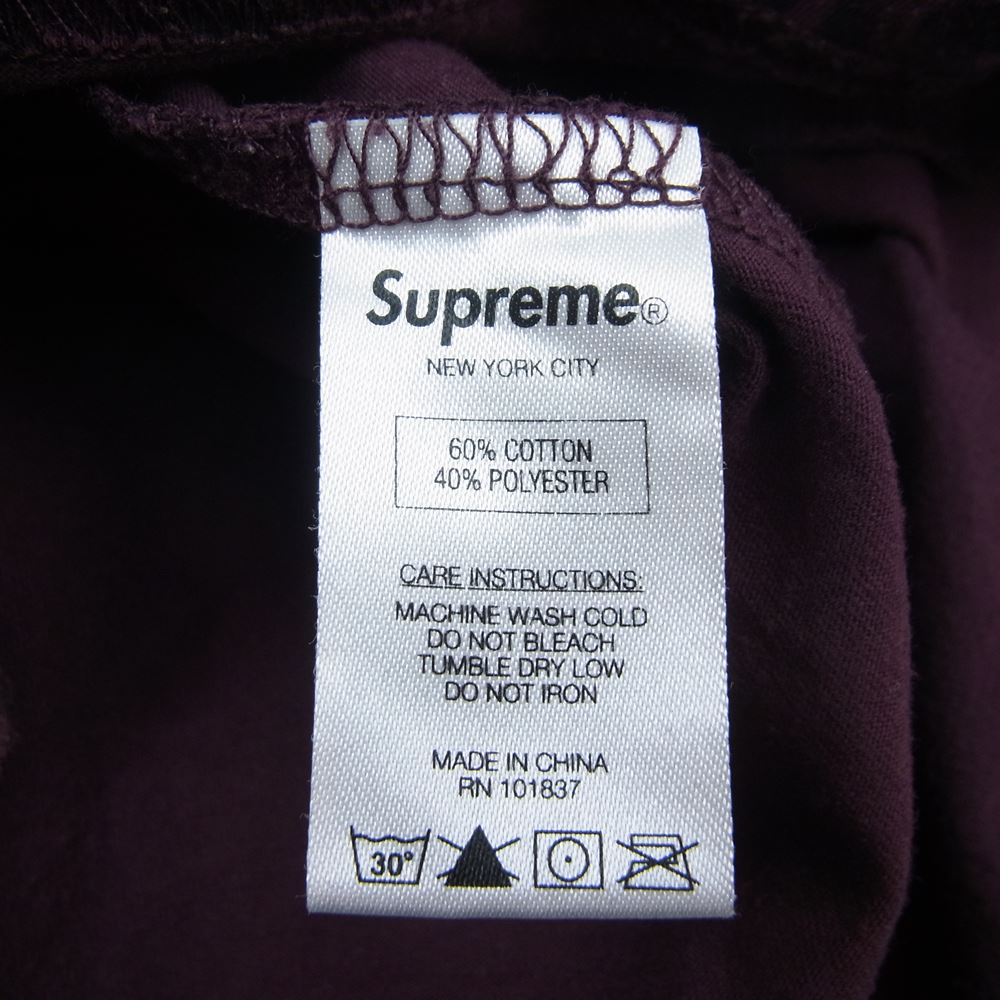 Supreme®
NEW YORK CITY
60% COTTON
40% POLYESTER
CARE INSTRUCTIONS:
MACHINE WASH COLD
DO NOT BLEACH
TUMBLE DRY LOW
DO NOT IRON
MADE IN CHINA
RN 101837
30°